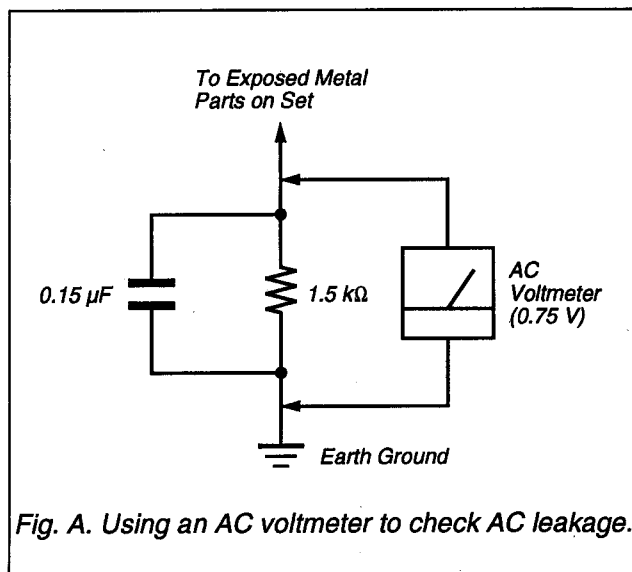 To Exposed Metal
Parts on Set
0.15 µF
1.5 kΩ
AC
Voltmeter
(0.75 V)
Earth Ground
Fig. A. Using an AC voltmeter to check AC leakage.